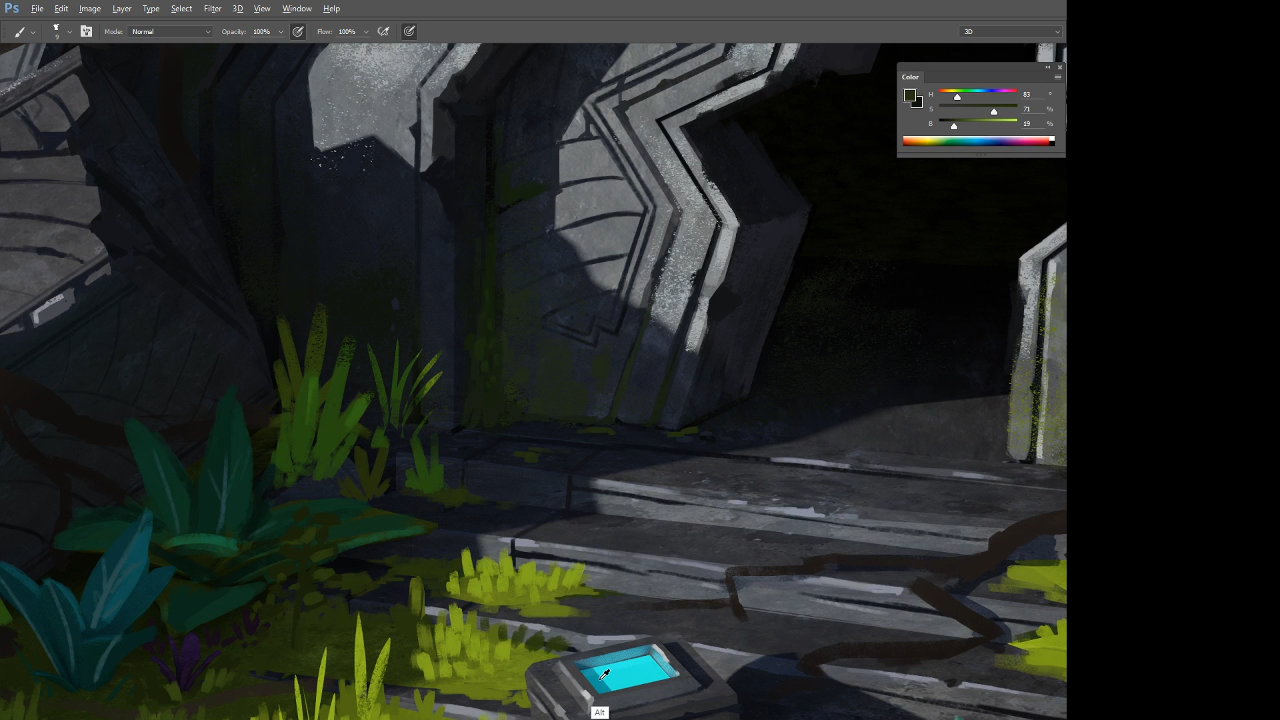 Ps File Edit Image Layer Type Select Filter 3D View Window Help
9 Mode: Normal Opacity: 100% Flow: 100% 3D
Color
H 83 °
S 71 %
B 19 %
Alt